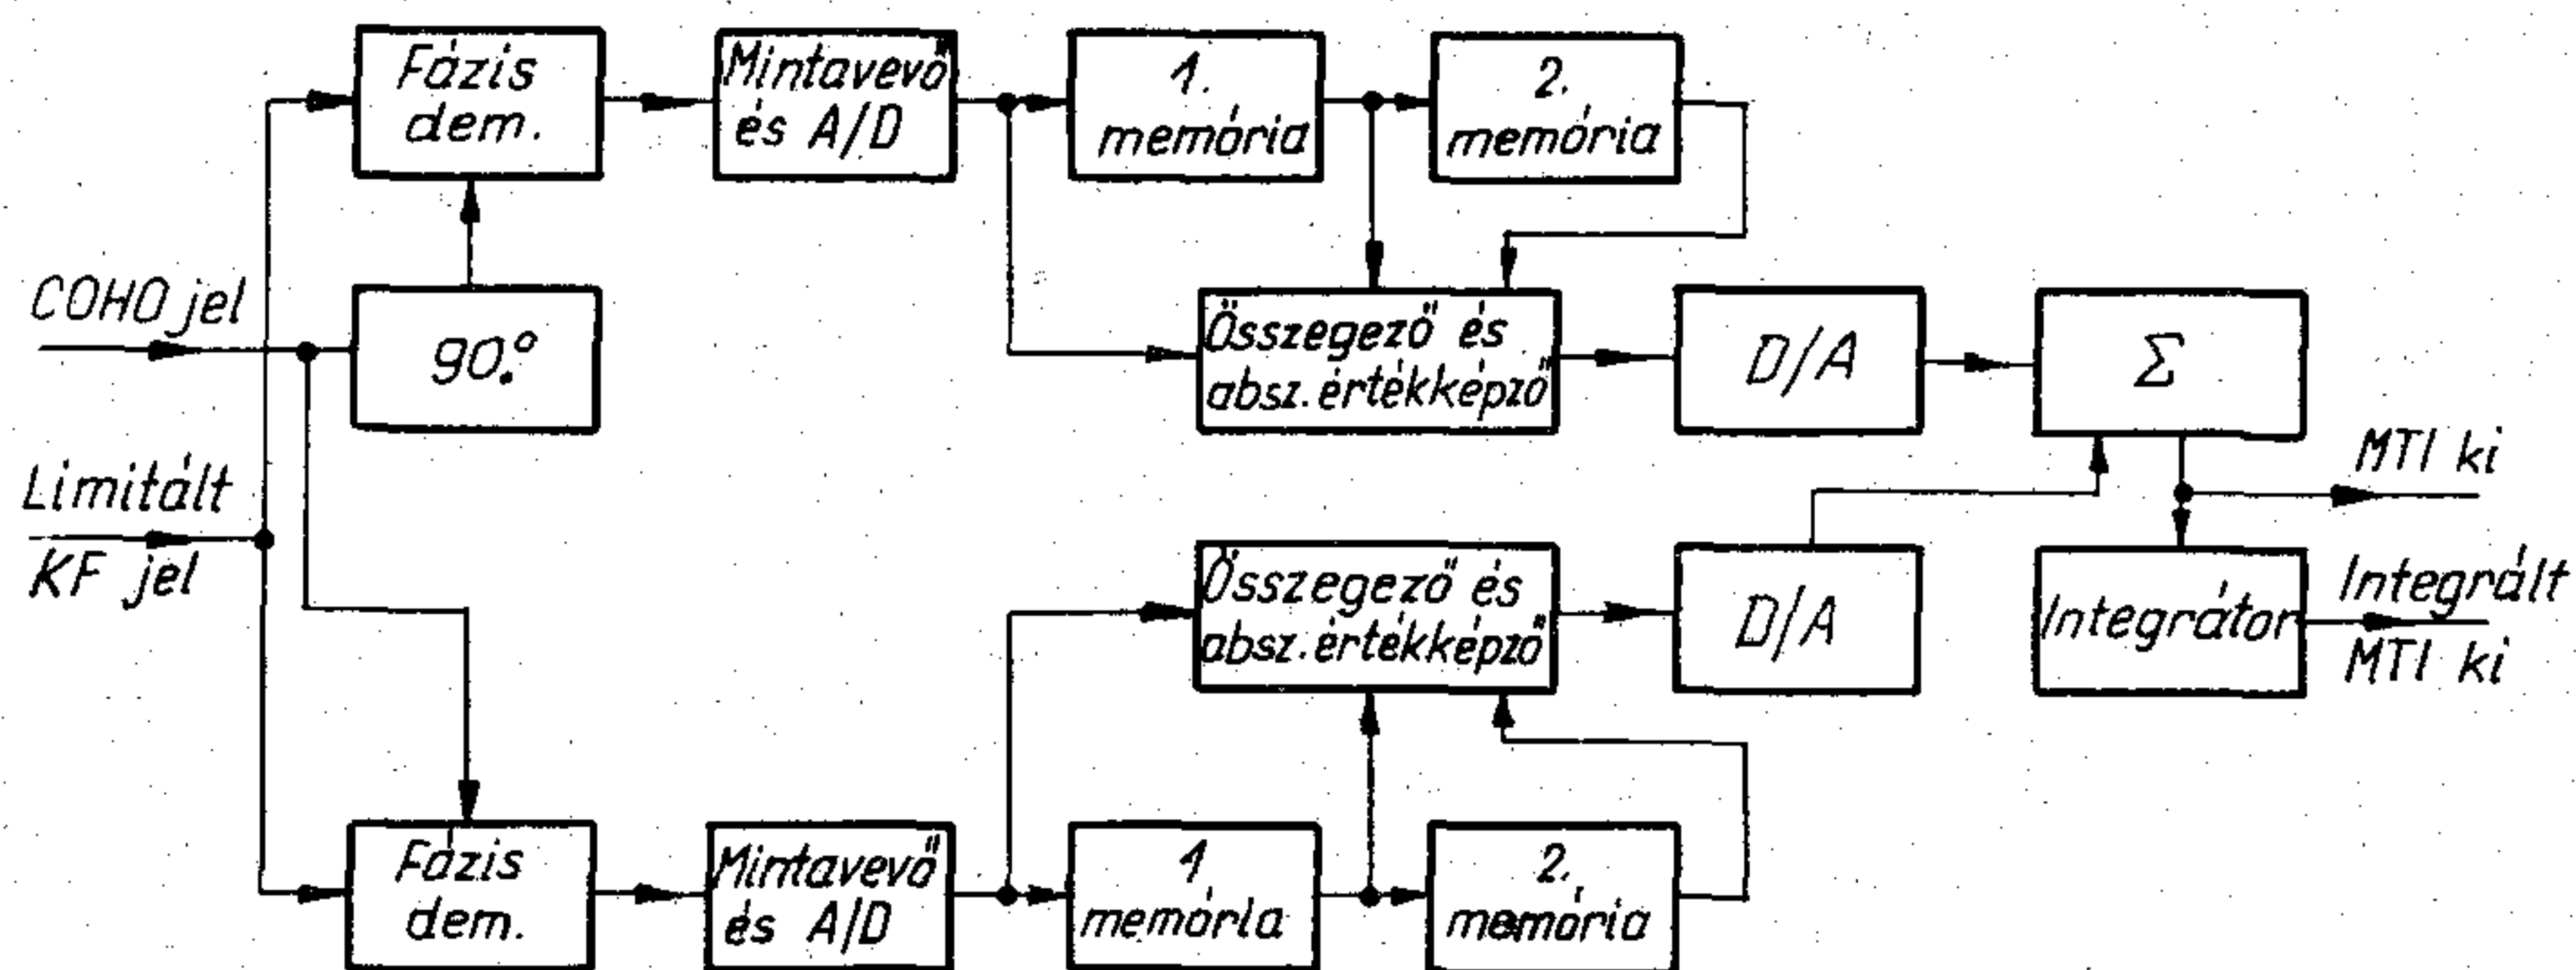 Fázis
dem.
Mintavevő
és A/D
1.
memória
2.
memória
COHO jel
90.°
Összegező és
absz. értékképző
D/A
Σ
Limitált
KF jel
MTI ki
Összegező és
absz. értékképző
D/A
Integrátor
Integrált
MTI ki
Fázis
dem.
Mintavevő
és A/D
1
memória
2.
memória